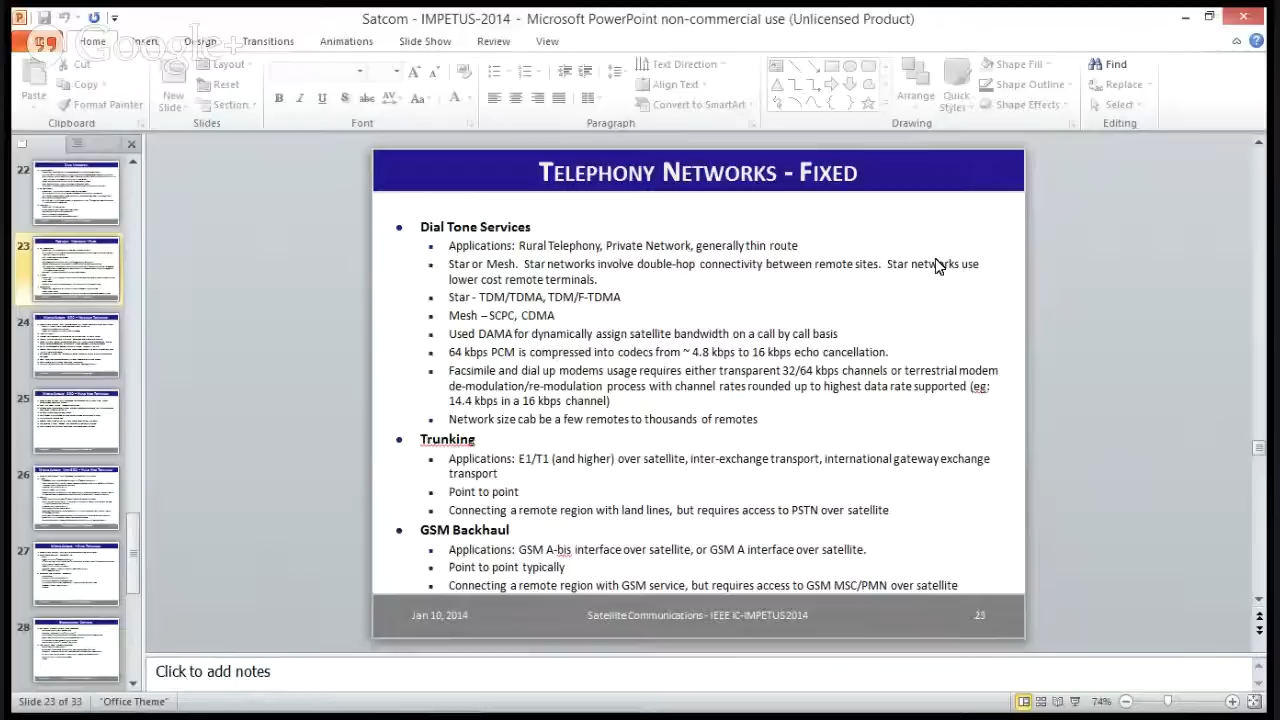 Satcom - IMPETUS-2014 - Microsoft PowerPoint non-commercial use (Unlicensed Product)
Google+
Home Insert Design Transitions Animations Slide Show Review View
Cut
Copy
Format Painter
Paste
Clipboard
New
Slide
Layout
Reset
Section
Slides
Font
Text Direction
Align Text
Convert to SmartArt
Paragraph
Arrange
Quick
Styles
Shape Fill
Shape Outline
Shape Effects
Drawing
Find
Replace
Select
Editing
22
23
24
25
26
27
28
TELEPHONY NETWORKS - FIXED
Dial Tone Services
Applications: Rural Telephony, Private Network, generally thin route
Star or Mesh. Star networks involve double-hop connectivity between remote sites. Star networks use
lower cost remote terminals.
Star - TDM/TDMA, TDM/F-TDMA
Mesh – SCPC, CDMA
Used DAMA for dynamically assign satellite bandwidth on call by call basis
64 kbps voice compressed into codecs from ~ 4.8 kbps to 16 kbps, echo cancellation.
Facsimile and dial up modems usage requires either transparent 32/64 kbps channels or terrestrial modem
de-modulation/re-modulation process with channel rates rounded up to highest data rate supported (eg:
14.4 kbps in a 16 kbps channel)
Network size cab be a few remotes to thousands of remotes
Trunking
Applications: E1/T1 (and higher) over satellite, inter-exchange transport, international gateway exchange
transport
Point to point
Connecting remote region with land lines, but requires access to PSTN over satellite
GSM Backhaul
Applications: GSM A-bis interface over satellite, or GSM A interface over satellite.
Point to point typically
Connecting remote region with GSM service, but requires access to GSM MSC/PMN over satellite
Jan 10, 2014
Satellite Communications - IEEE IC-IMPETUS 2014
23
Click to add notes
Slide 23 of 33
"Office Theme"
74%